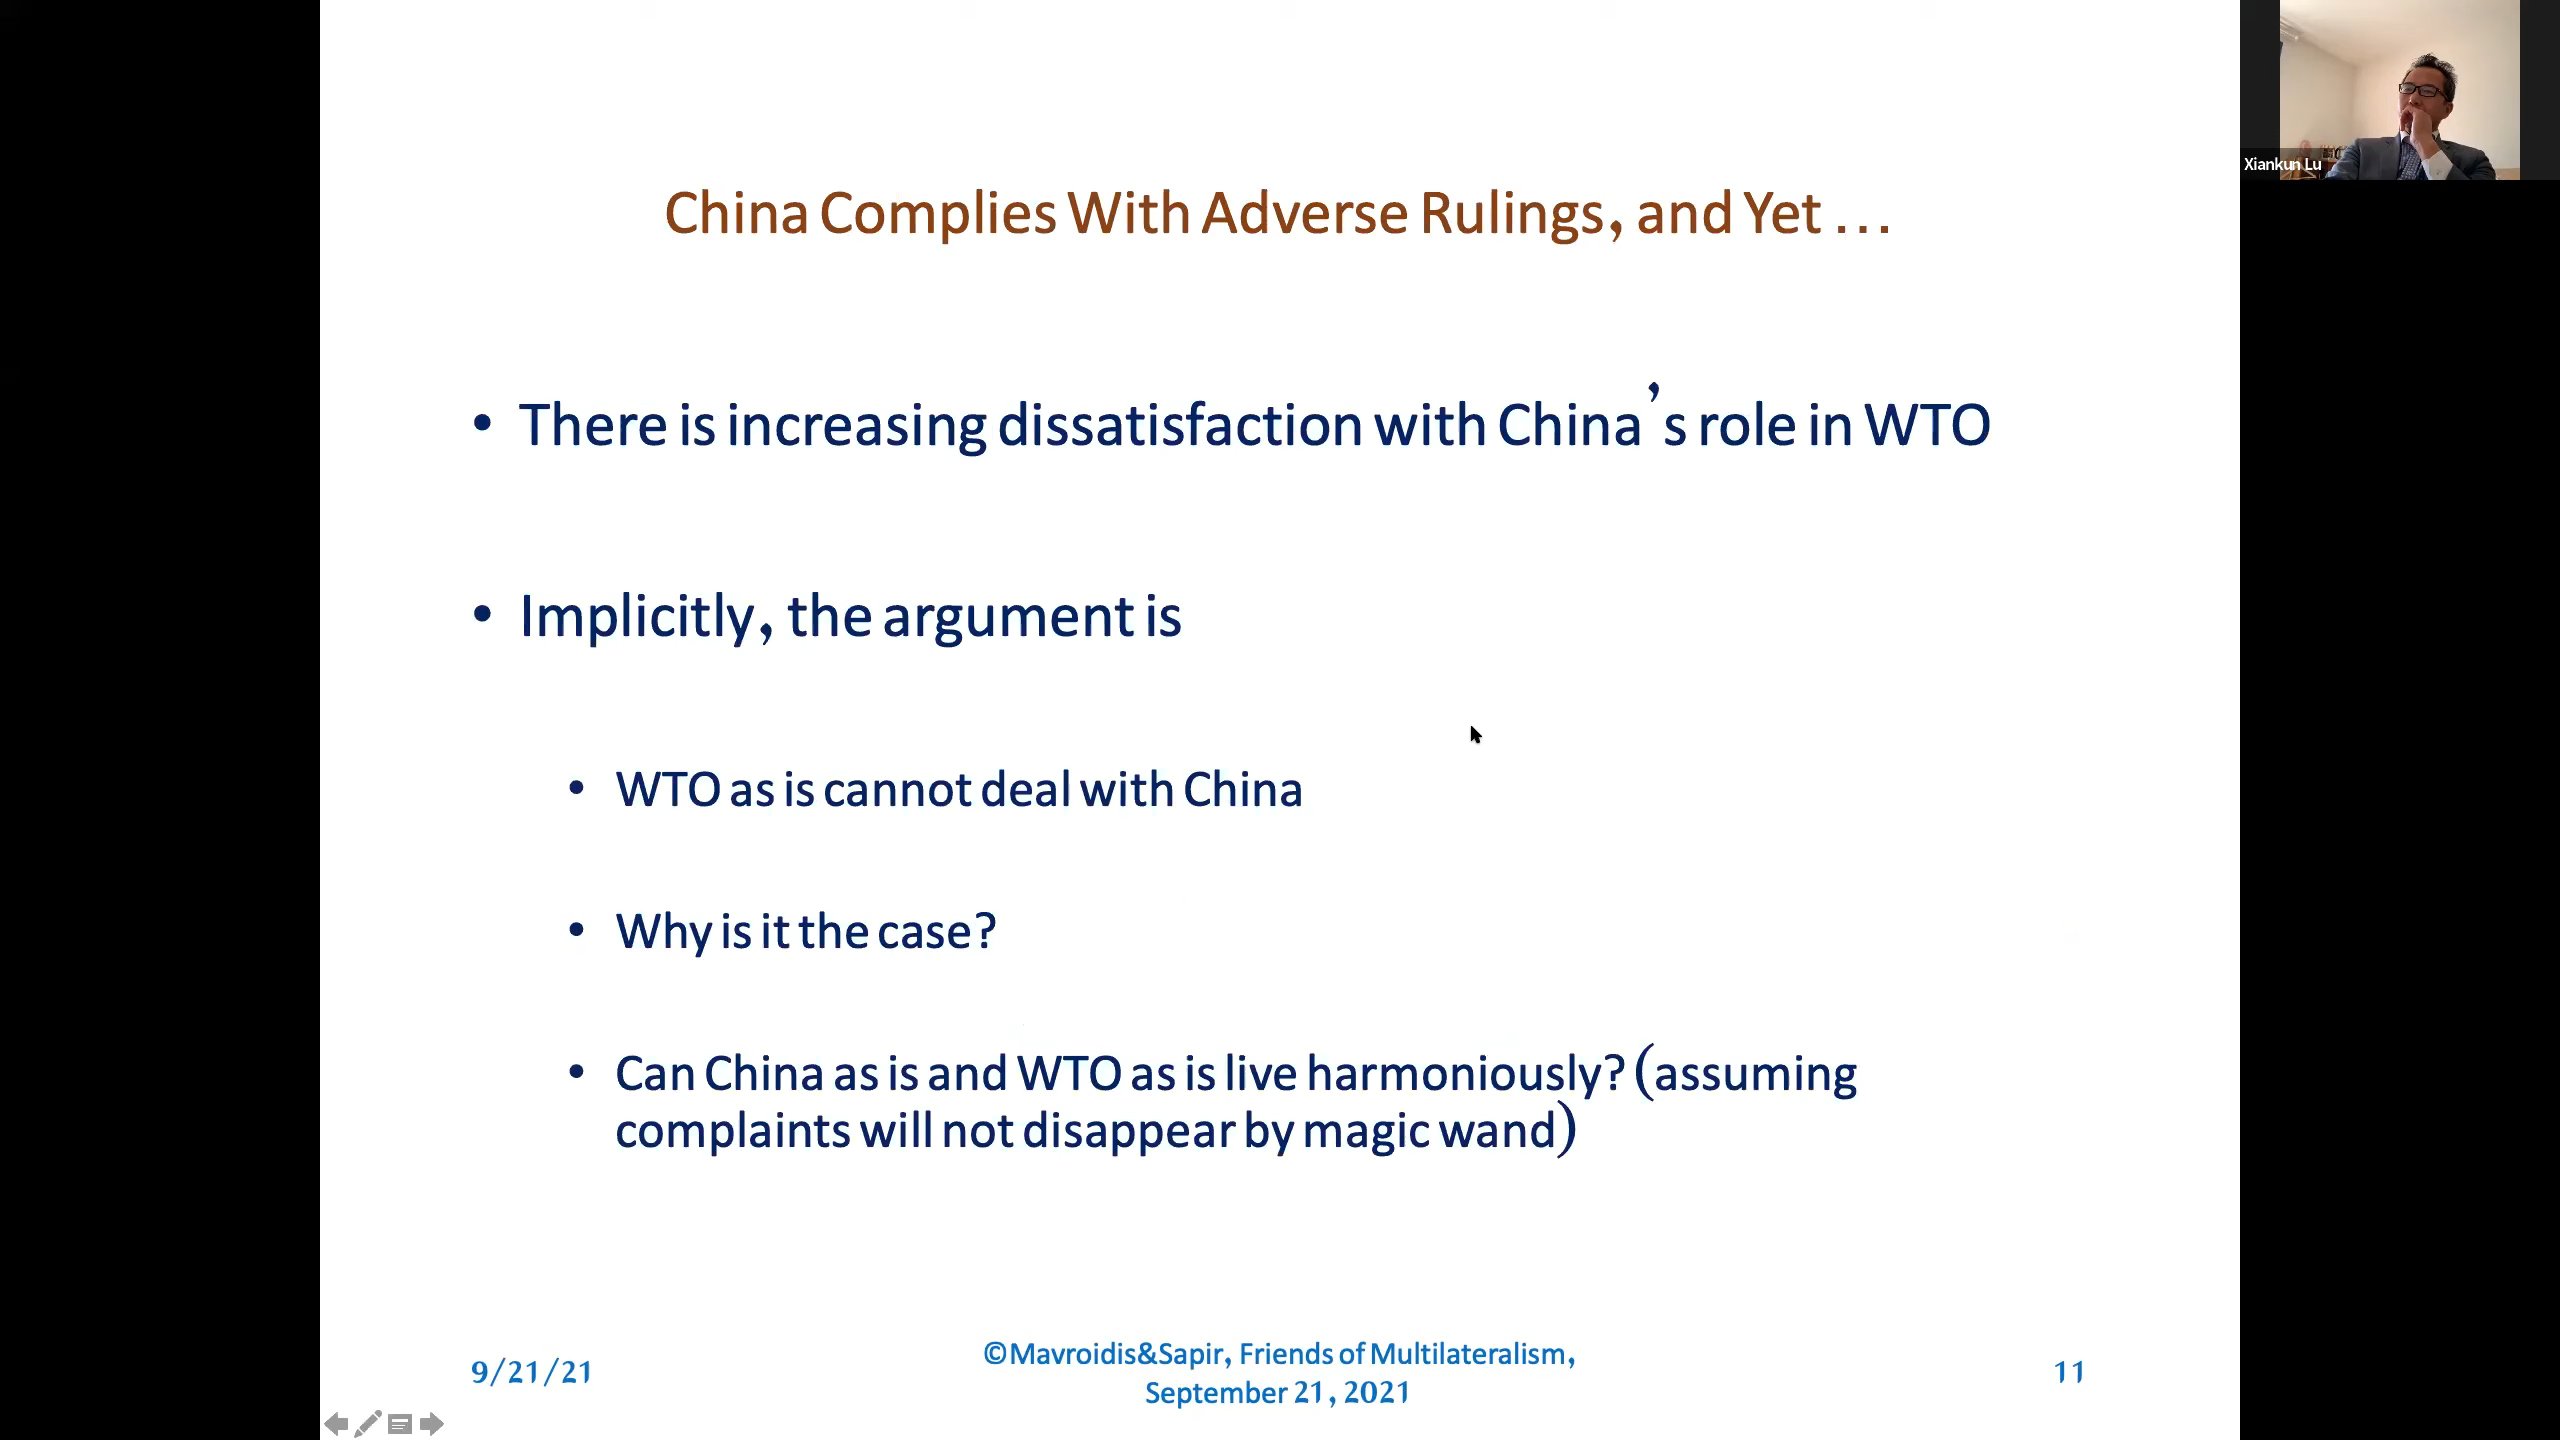 Xiankun Lu
China Complies With Adverse Rulings, and Yet …
• There is increasing dissatisfaction with China’s role in WTO
• Implicitly, the argument is
• WTO as is cannot deal with China
• Why is it the case?
• Can China as is and WTO as is live harmoniously? (assuming
complaints will not disappear by magic wand)
9/21/21
©Mavroidis&Sapir, Friends of Multilateralism,
September 21, 2021
11